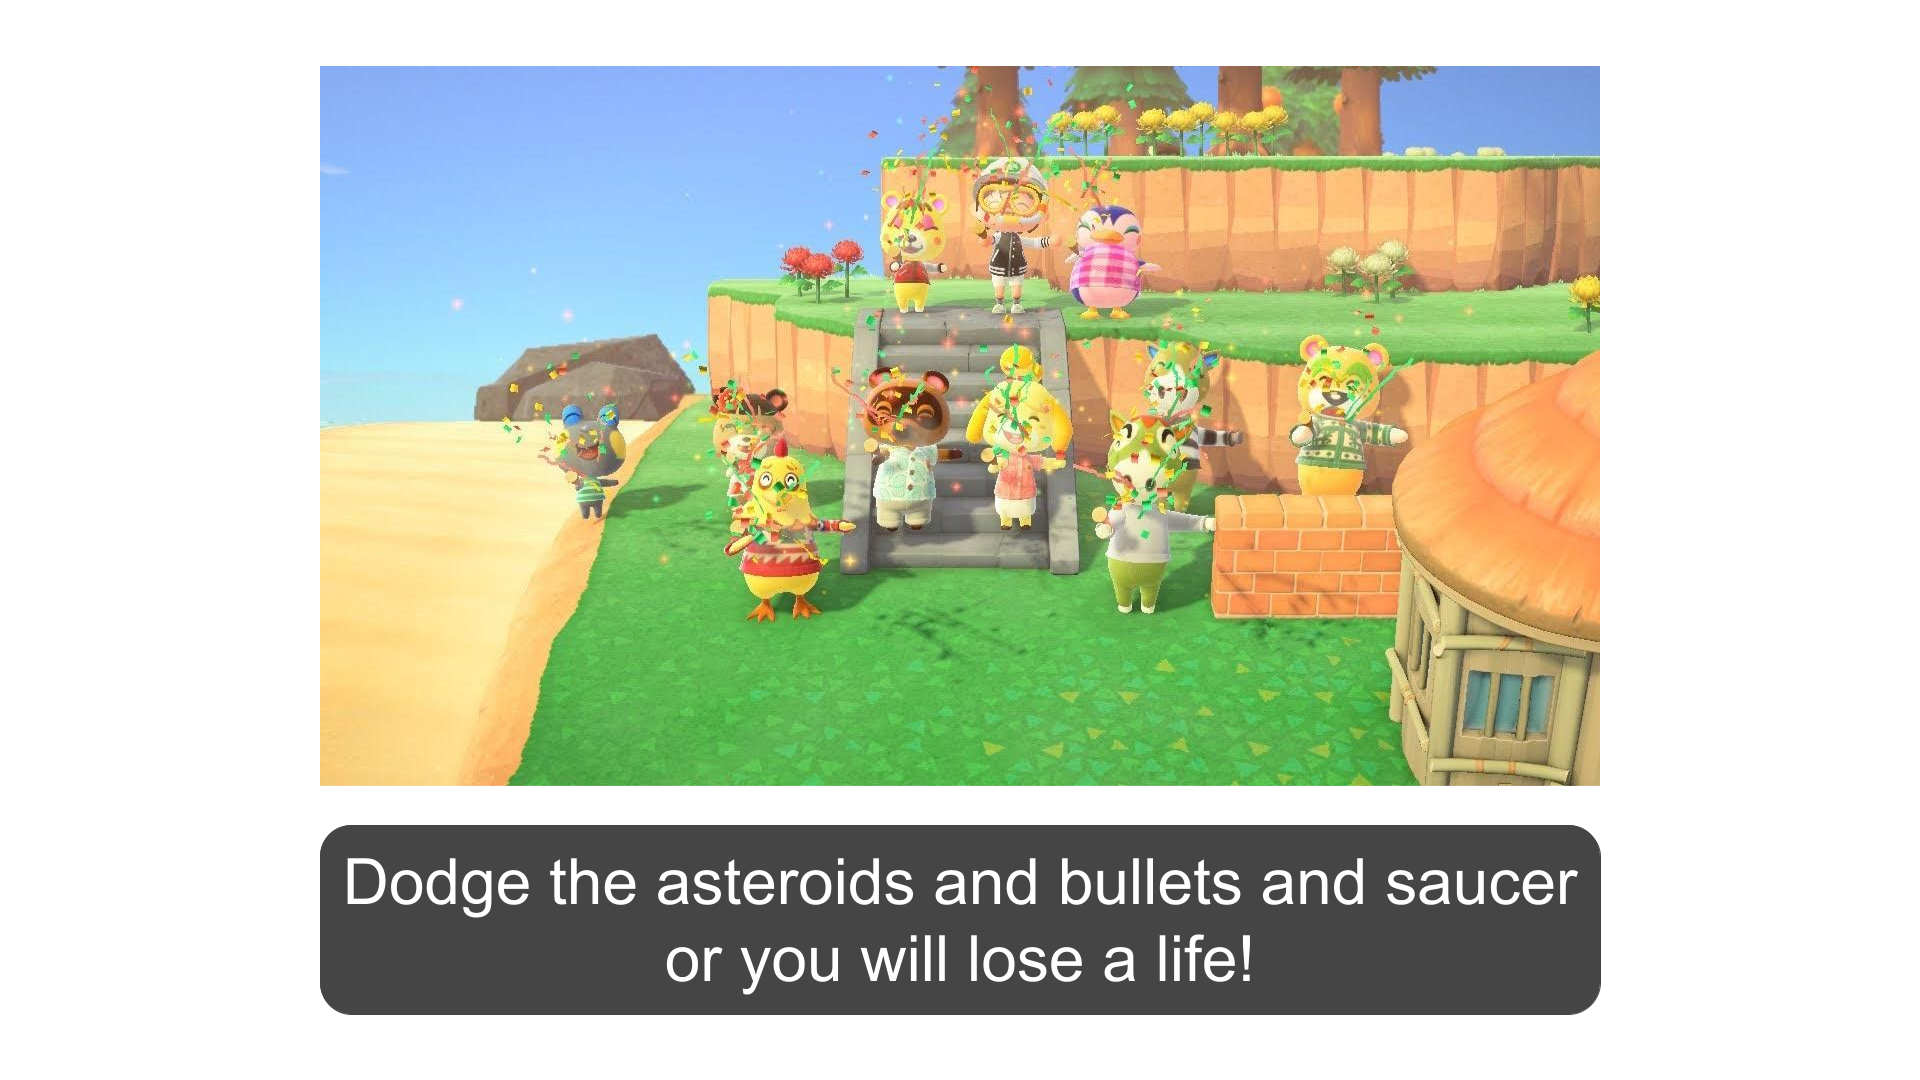 Dodge the asteroids and bullets and saucer
or you will lose a life!